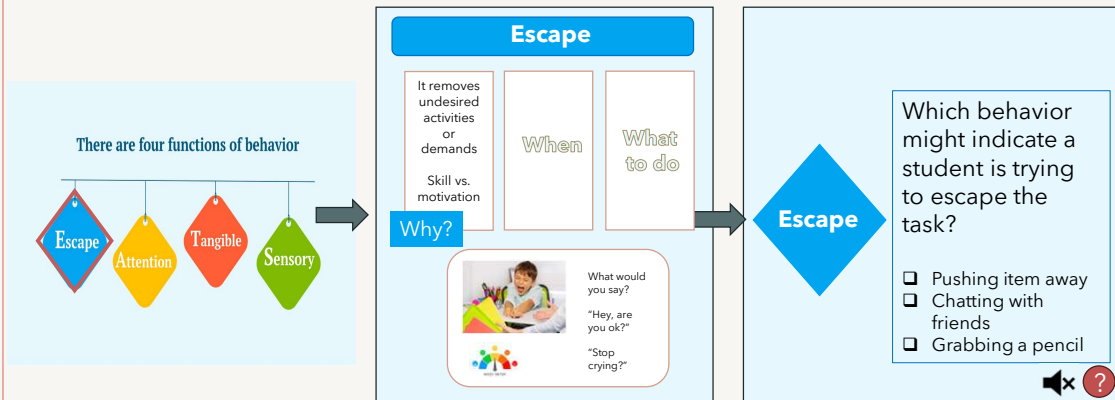 There are four functions of behavior
Escape
Attention
Tangible
Sensory
Escape
It removes
undesired
activities
or
demands
Skill vs.
motivation
Why?
When
What
to do
What would
you say?
"Hey, are
you ok?"
"Stop
crying?"
Escape
Which behavior
might indicate a
student is trying
to escape the
task?
Pushing item away
Chatting with
friends
Grabbing a pencil
?